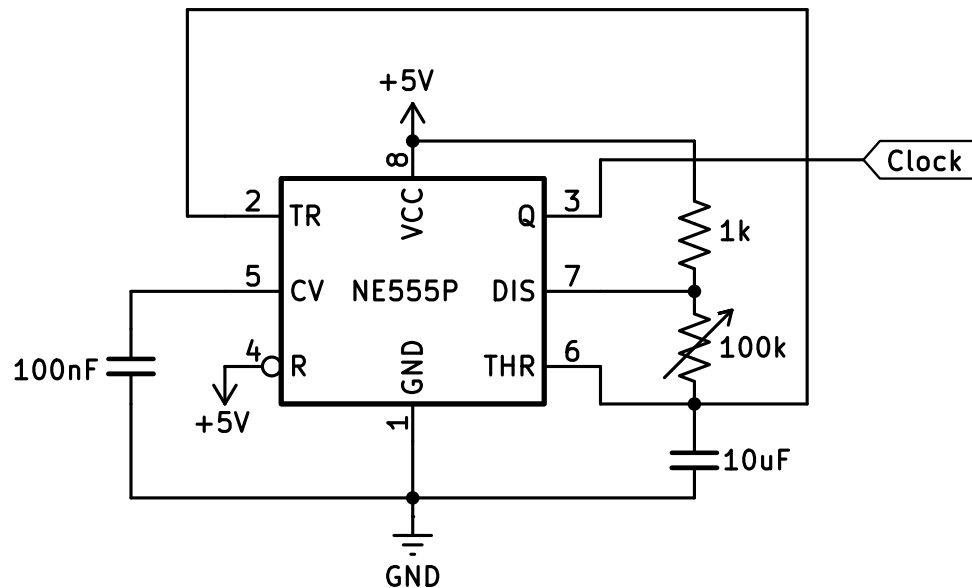 +5V
Clock
8
2
TR
VCC
Q
3
1k
5
CV
NE555P
DIS
7
100nF
4
R
GND
THR
6
100k
+5V
1
10uF
GND